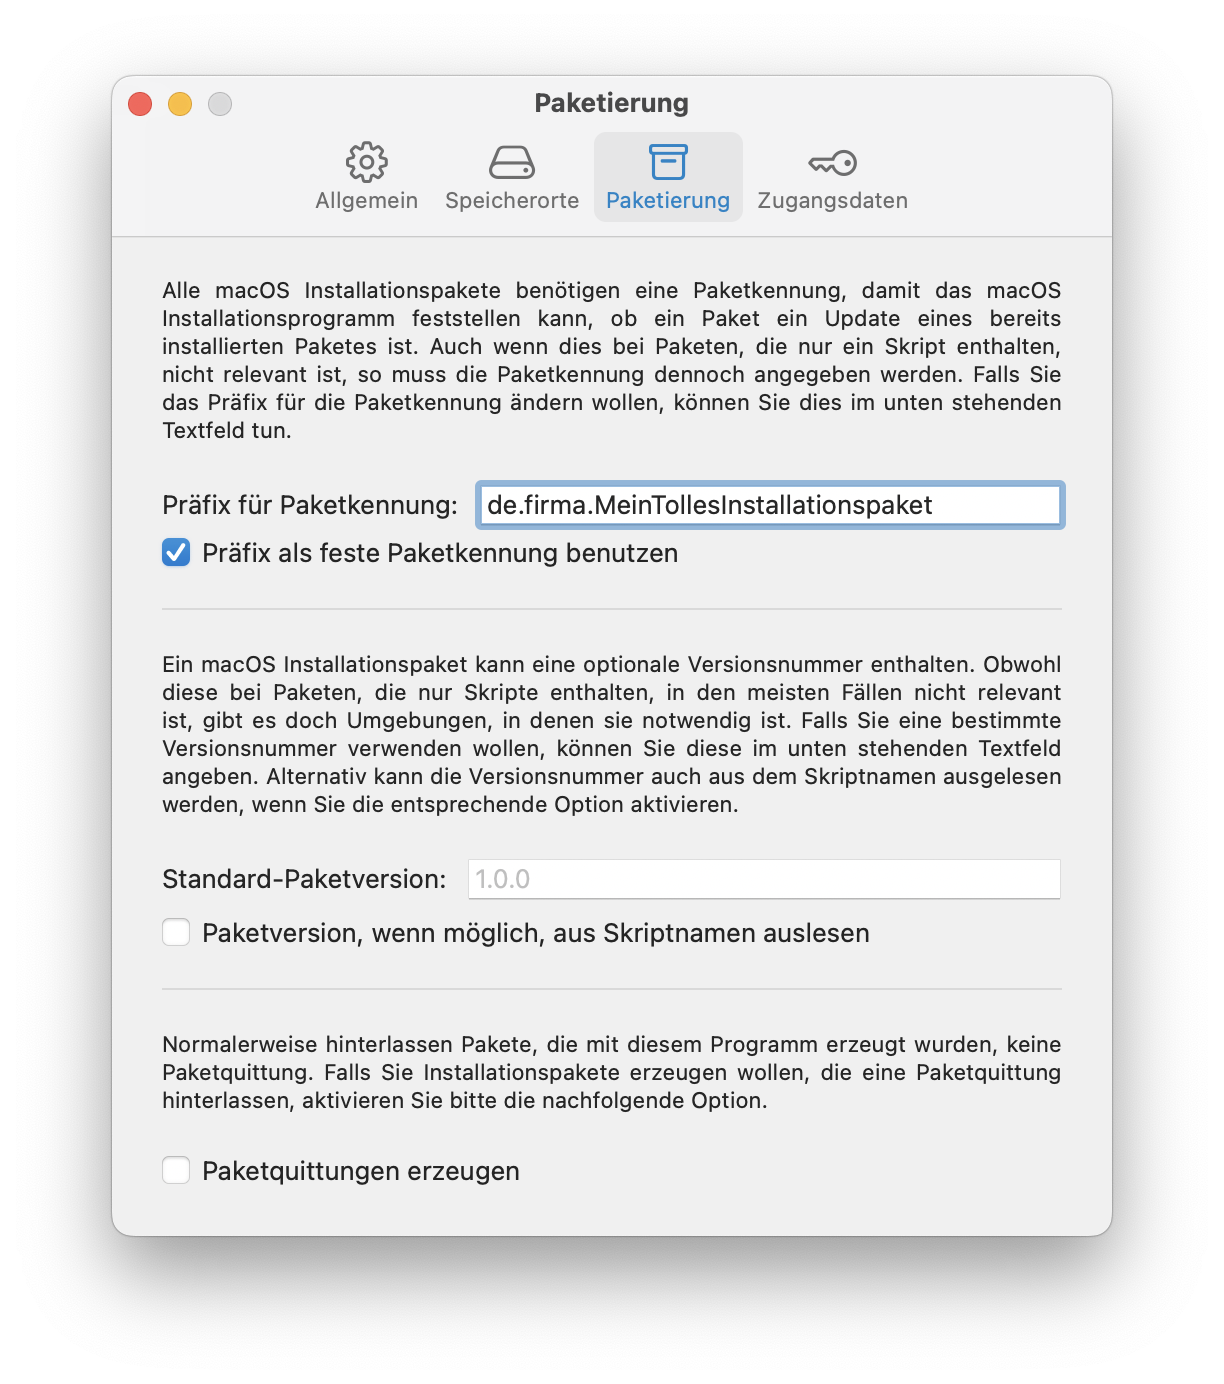 Paketierung
Allgemein
Speicherorte
Paketierung
Zugangsdaten
Alle macOS Installationspakete benötigen eine Paketkennung, damit das macOS
Installationsprogramm feststellen kann, ob ein Paket ein Update eines bereits
installierten Paketes ist. Auch wenn dies bei Paketen, die nur ein Skript enthalten,
nicht relevant ist, so muss die Paketkennung dennoch angegeben werden. Falls Sie
das Präfix für die Paketkennung ändern wollen, können Sie dies im unten stehenden
Textfeld tun.
Präfix für Paketkennung: de.firma.MeinTollesInstallationspaket
Präfix als feste Paketkennung benutzen
Ein macOS Installationspaket kann eine optionale Versionsnummer enthalten. Obwohl
diese bei Paketen, die nur Skripte enthalten, in den meisten Fällen nicht relevant
ist, gibt es doch Umgebungen, in denen sie notwendig ist. Falls Sie eine bestimmte
Versionsnummer verwenden wollen, können Sie diese im unten stehenden Textfeld
angeben. Alternativ kann die Versionsnummer auch aus dem Skriptnamen ausgelesen
werden, wenn Sie die entsprechende Option aktivieren.
Standard-Paketversion: 1.0.0
Paketversion, wenn möglich, aus Skriptnamen auslesen
Normalerweise hinterlassen Pakete, die mit diesem Programm erzeugt wurden, keine
Paketquittung. Falls Sie Installationspakete erzeugen wollen, die eine Paketquittung
hinterlassen, aktivieren Sie bitte die nachfolgende Option.
Paketquittungen erzeugen